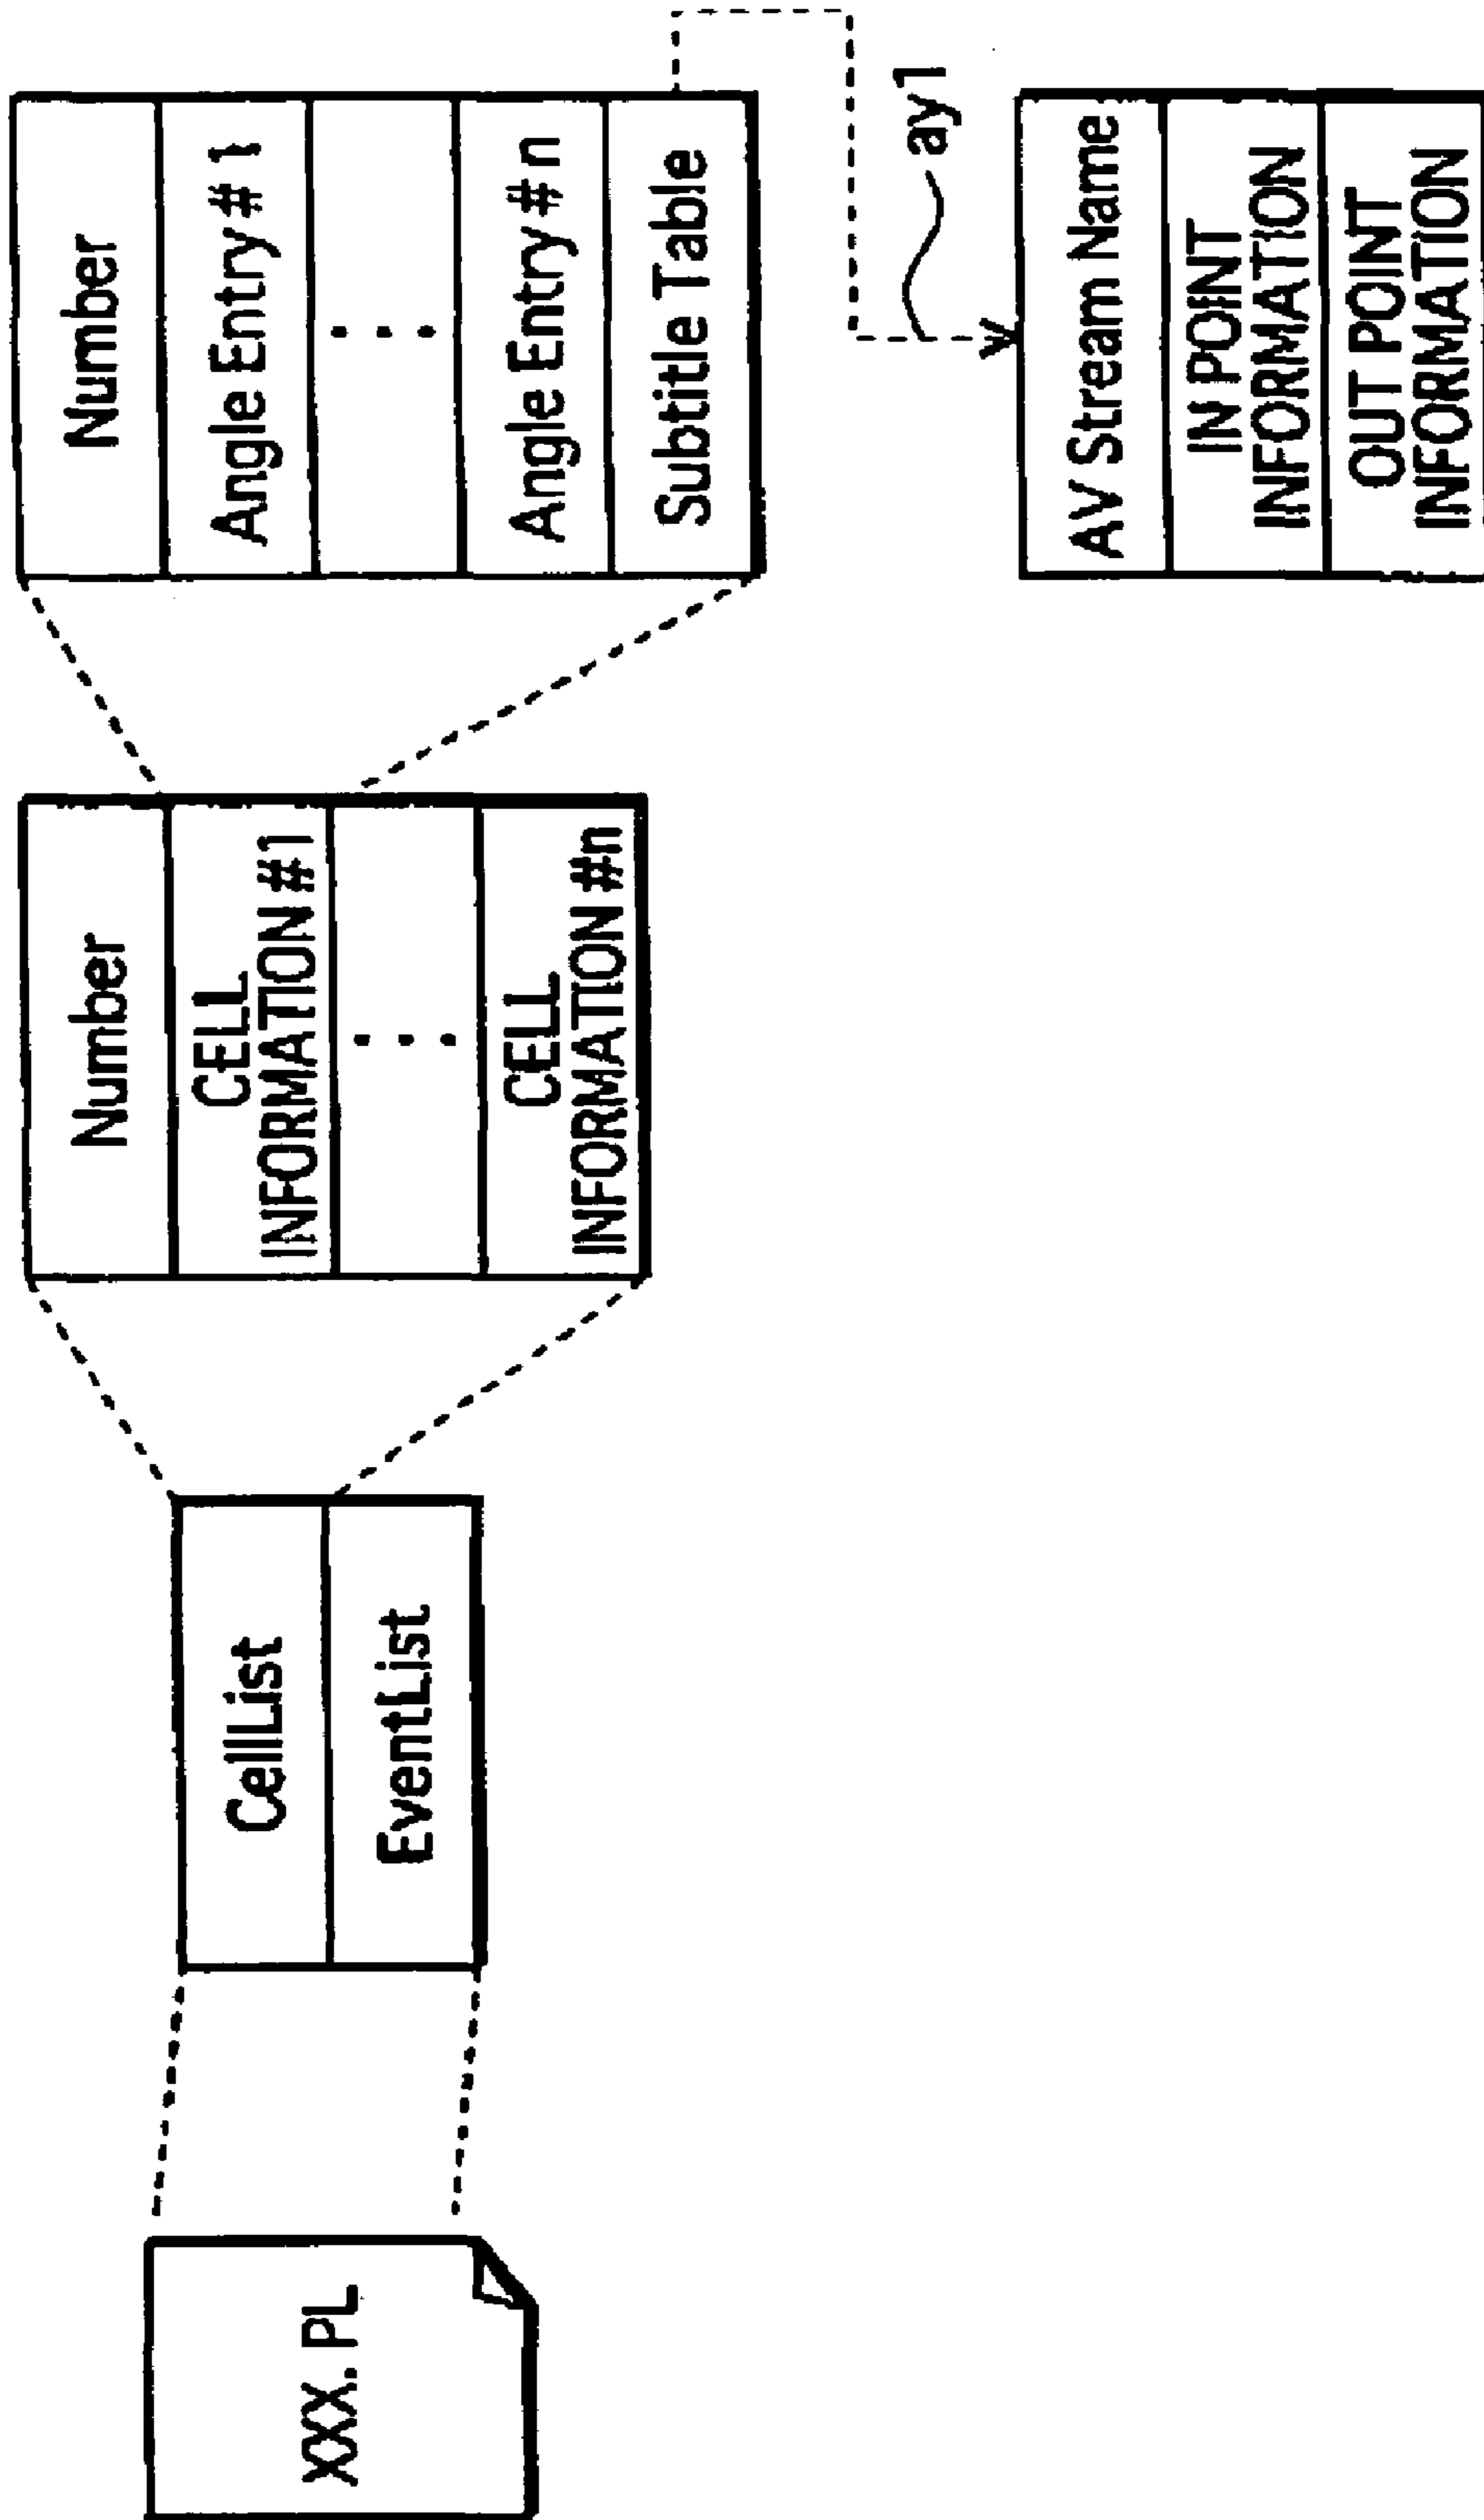 XXX. PL
CellList
EventList
Number
CELL
INFORMATION #1
CELL
INFORMATION #n
Number
Angle Entry# 1
Angle Entry #n
Suburl a Table
ay1
AV Stream Name
IN POINT
INFORMATION
OUT POINT
INFORMATION